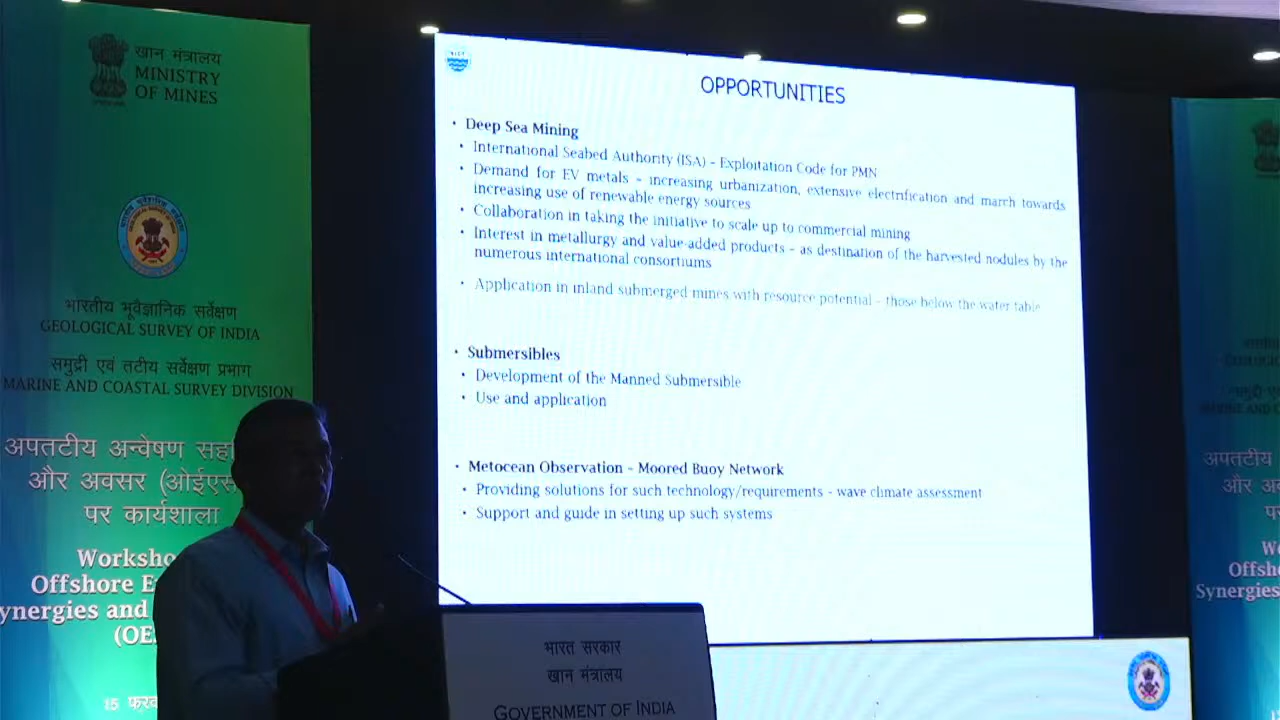 खान मंत्रालय
MINISTRY
OF MINES
भारतीय भूवैज्ञानिक सर्वेक्षण
GEOLOGICAL SURVEY OF INDIA
समुद्री एवं तटीय सर्वेक्षण प्रभाग
MARINE AND COASTAL SURVEY DIVISION
अपतटीय अन्वेषण
और अवसर
पर कार्यशाला
Offshore
and
15
NIOT
OPPORTUNITIES
• Deep Sea Mining
• International Seabed Authority (ISA) - Exploitation Code for PMN
• Demand for EV metals - increasing urbanization, extensive electrification and march towards
increasing use of renewable energy sources
• Collaboration in taking the initiative to scale up to commercial mining
• Interest in metallurgy and value-added products - as destination of the harvested nodules by the
numerous international consortiums
• Application in inland submerged mines with resource potential - those below the water table
• Submersibles
• Development of the Manned Submersible
• Use and application
• Metocean Observation - Moored Buoy Network
• Providing solutions for such technology/requirements - wave climate assessment
• Support and guide in setting up such systems
भारत सरकार
खान मंत्रालय
GOVERNMENT OF INDIA
अपतटीय
और
Synergies